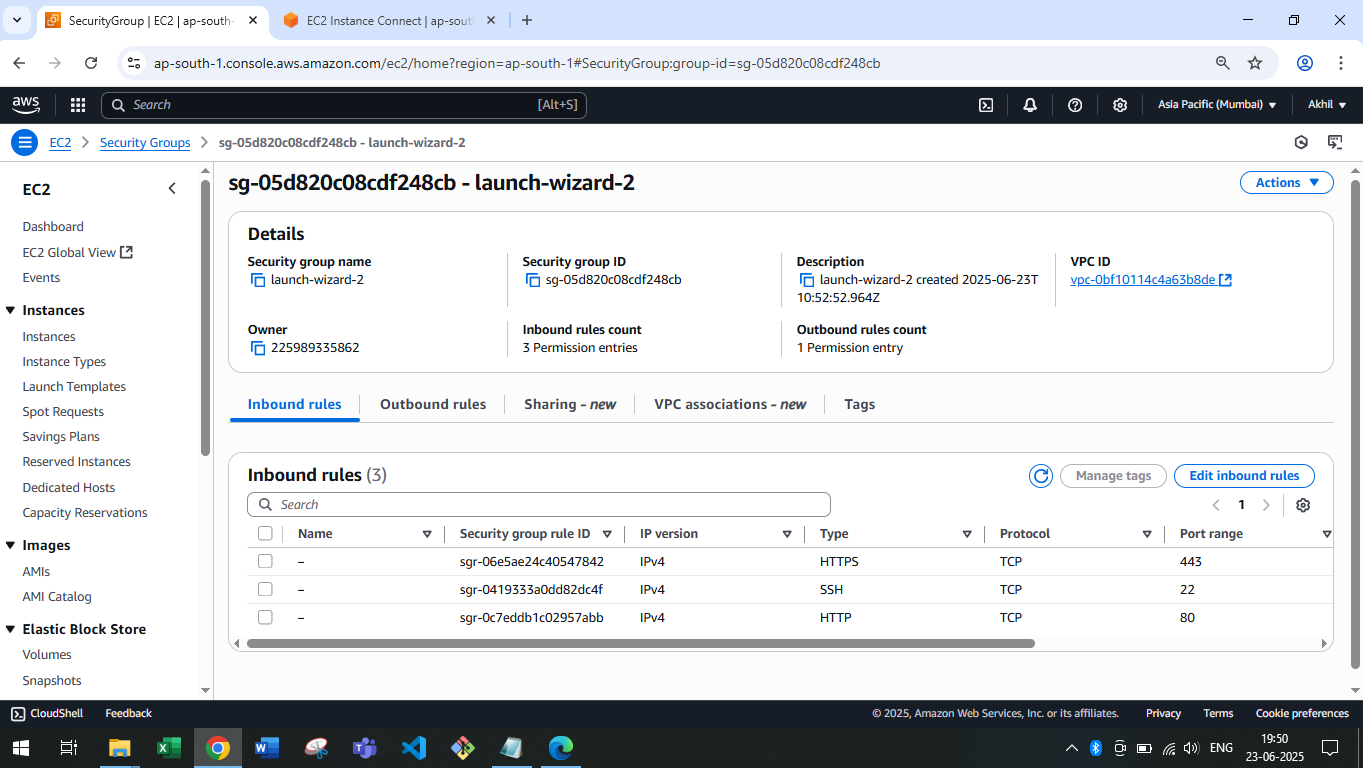 SecurityGroup | EC2 | ap-south-
EC2 Instance Connect | ap-sout
ap-south-1.console.aws.amazon.com/ec2/home?region=ap-south-1#SecurityGroup:group-id=sg-05d820c08cdf248cb
aws
Search [Alt+S]
Asia Pacific (Mumbai)
Akhil
EC2
Security Groups
sg-05d820c08cdf248cb - launch-wizard-2
EC2
Dashboard
EC2 Global View
Events
Instances
Instances
Instance Types
Launch Templates
Spot Requests
Savings Plans
Reserved Instances
Dedicated Hosts
Capacity Reservations
Images
AMIs
AMI Catalog
Elastic Block Store
Volumes
Snapshots
sg-05d820c08cdf248cb - launch-wizard-2
Actions
Details
Security group name
launch-wizard-2
Security group ID
sg-05d820c08cdf248cb
Description
launch-wizard-2 created 2025-06-23T
10:52:52.964Z
VPC ID
vpc-0bf10114c4a63b8de
Owner
225989335862
Inbound rules count
3 Permission entries
Outbound rules count
1 Permission entry
Inbound rules
Outbound rules
Sharing - new
VPC associations - new
Tags
Inbound rules (3)
Manage tags
Edit inbound rules
Search
1
Name Security group rule ID IP version Type Protocol Port range
– sgr-06e5ae24c40547842 IPv4 HTTPS TCP 443
– sgr-0419333a0dd82dc4f IPv4 SSH TCP 22
– sgr-0c7eddb1c02957abb IPv4 HTTP TCP 80
CloudShell
Feedback
© 2025, Amazon Web Services, Inc. or its affiliates.
Privacy
Terms
Cookie preferences
ENG
19:50
23-06-2025